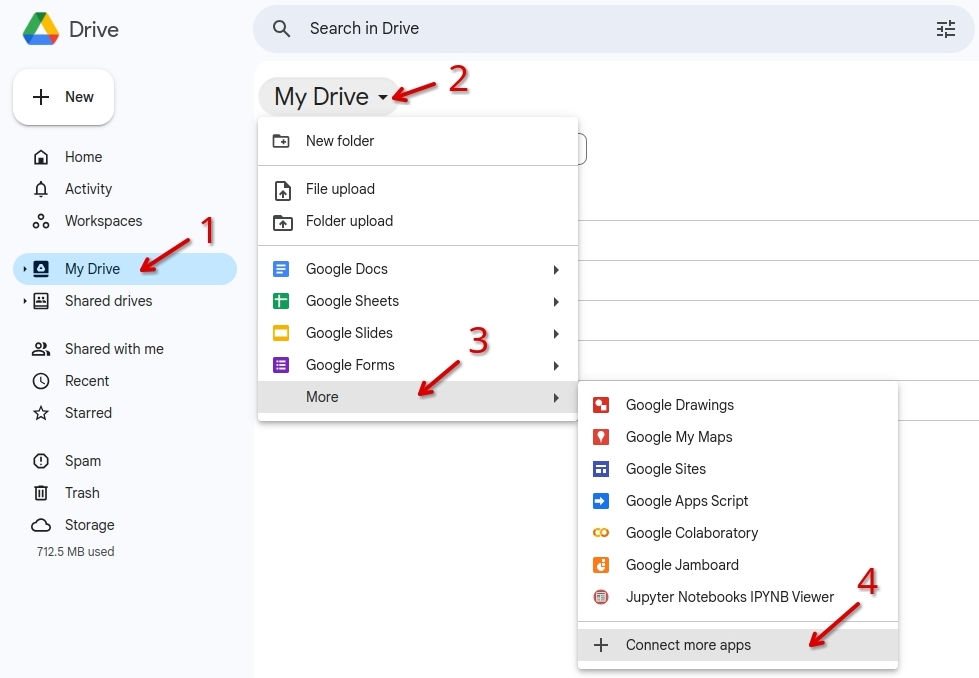 Drive
Search in Drive
New
Home
Activity
Workspaces
My Drive
Shared drives
Shared with me
Recent
Starred
Spam
Trash
Storage
712.5 MB used
1
My Drive
2
New folder
File upload
Folder upload
Google Docs
Google Sheets
Google Slides
Google Forms
More
3
Google Drawings
Google My Maps
Google Sites
Google Apps Script
Google Colaboratory
Google Jamboard
Jupyter Notebooks IPYNB Viewer
Connect more apps
4